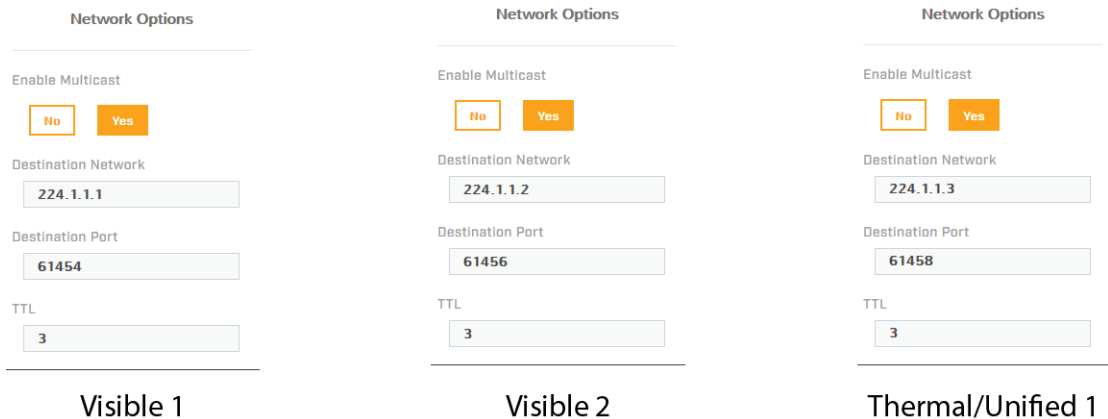 Network Options
Enable Multicast
No Yes
Destination Network
224.1.1.1
Destination Port
61454
TTL
3
Visible 1
Network Options
Enable Multicast
No Yes
Destination Network
224.1.1.2
Destination Port
61456
TTL
3
Visible 2
Network Options
Enable Multicast
No Yes
Destination Network
224.1.1.3
Destination Port
61458
TTL
3
Thermal/Unified 1